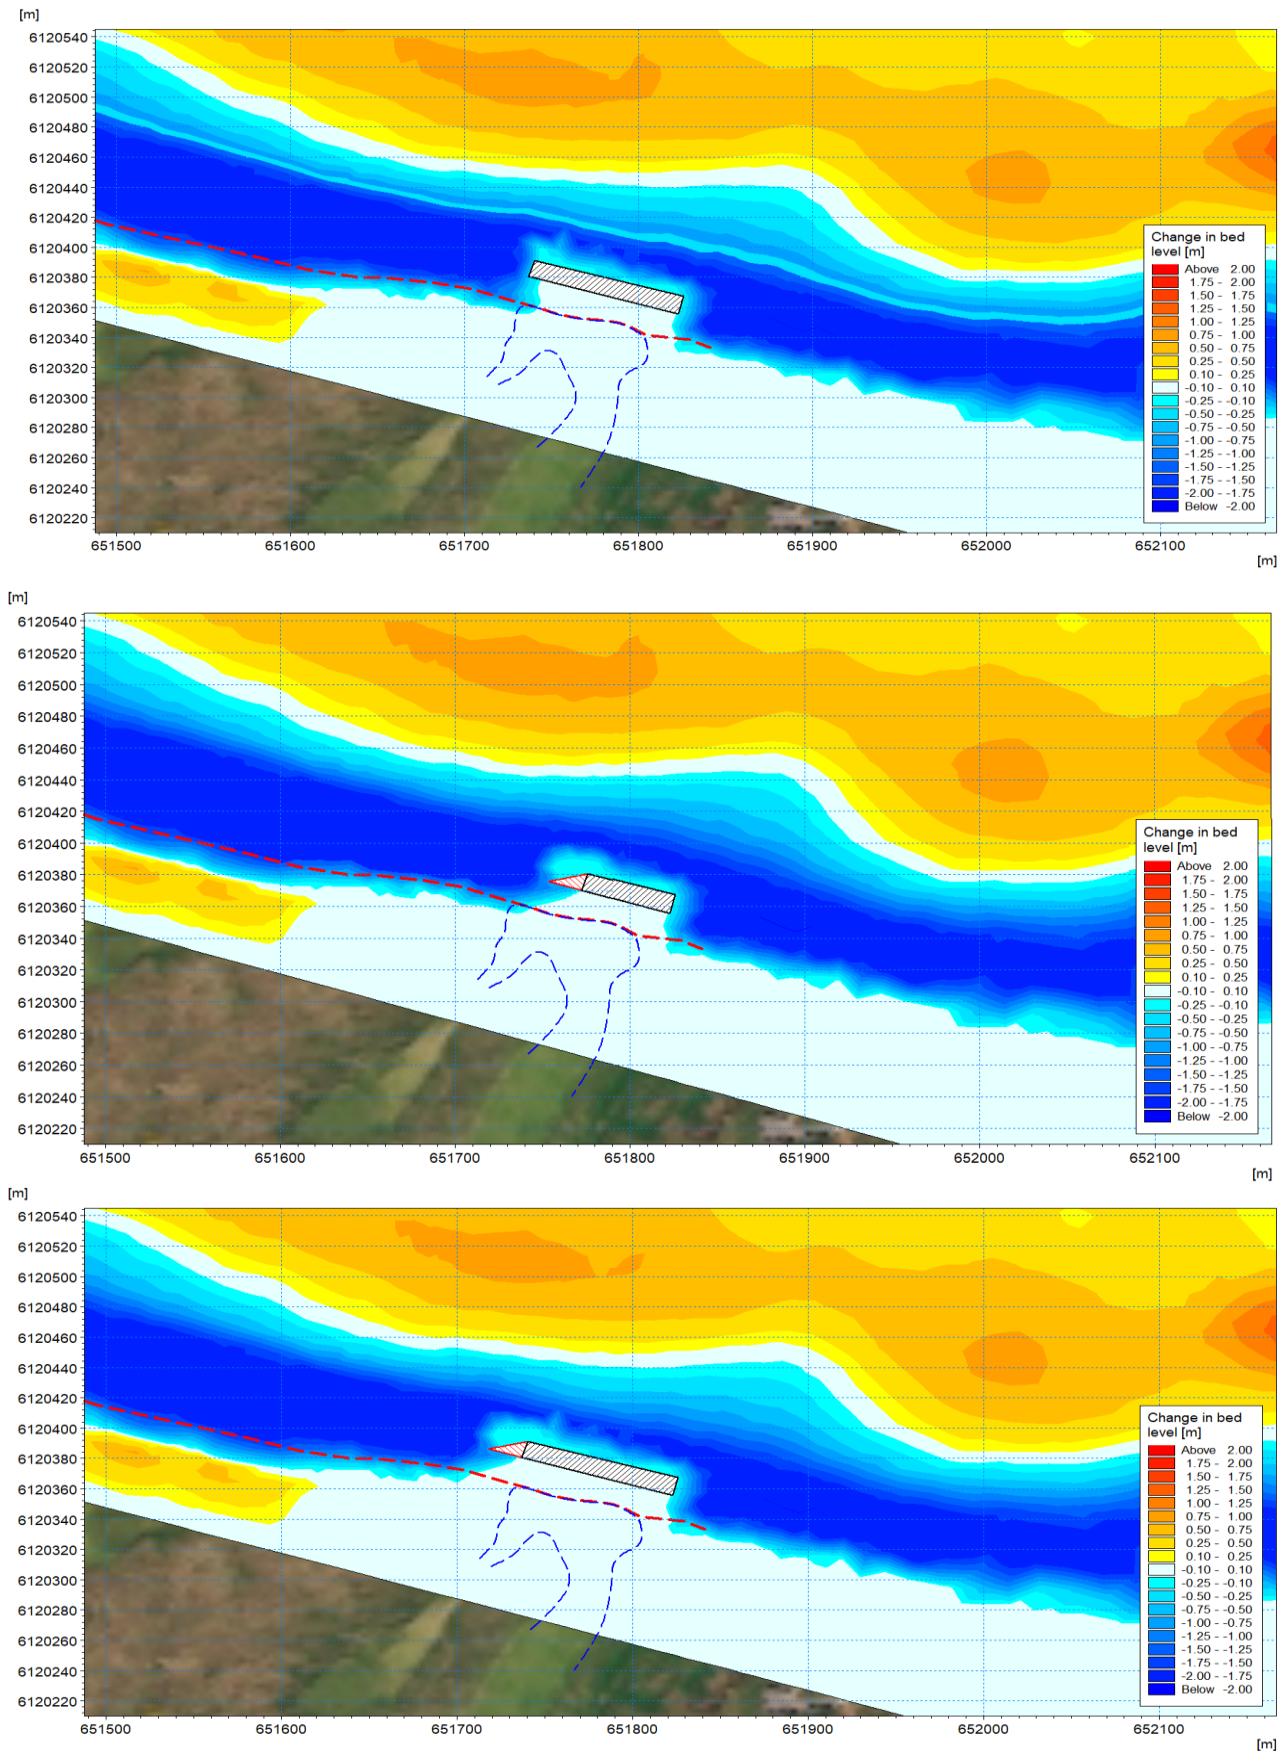 [m]
6120540
6120520
6120500
6120480
6120460
6120440
6120420
6120400
6120380
6120360
6120340
6120320
6120300
6120280
6120260
6120240
6120220
651500 651600 651700 651800 651900 652000 652100
[m]
Change in bed
level [m]
Above 2.00
1.75 - 2.00
1.50 - 1.75
1.25 - 1.50
1.00 - 1.25
0.75 - 1.00
0.50 - 0.75
0.25 - 0.50
0.10 - 0.25
-0.10 - 0.10
-0.25 - -0.10
-0.50 - -0.25
-0.75 - -0.50
-1.00 - -0.75
-1.25 - -1.00
-1.50 - -1.25
-1.75 - -1.50
-2.00 - -1.75
Below -2.00
[m]
6120540
6120520
6120500
6120480
6120460
6120440
6120420
6120400
6120380
6120360
6120340
6120320
6120300
6120280
6120260
6120240
6120220
651500 651600 651700 651800 651900 652000 652100
[m]
Change in bed
level [m]
Above 2.00
1.75 - 2.00
1.50 - 1.75
1.25 - 1.50
1.00 - 1.25
0.75 - 1.00
0.50 - 0.75
0.25 - 0.50
0.10 - 0.25
-0.10 - 0.10
-0.25 - -0.10
-0.50 - -0.25
-0.75 - -0.50
-1.00 - -0.75
-1.25 - -1.00
-1.50 - -1.25
-1.75 - -1.50
-2.00 - -1.75
Below -2.00
[m]
6120540
6120520
6120500
6120480
6120460
6120440
6120420
6120400
6120380
6120360
6120340
6120320
6120300
6120280
6120260
6120240
6120220
651500 651600 651700 651800 651900 652000 652100
[m]
Change in bed
level [m]
Above 2.00
1.75 - 2.00
1.50 - 1.75
1.25 - 1.50
1.00 - 1.25
0.75 - 1.00
0.50 - 0.75
0.25 - 0.50
0.10 - 0.25
-0.10 - 0.10
-0.25 - -0.10
-0.50 - -0.25
-0.75 - -0.50
-1.00 - -0.75
-1.25 - -1.00
-1.50 - -1.25
-1.75 - -1.50
-2.00 - -1.75
Below -2.00